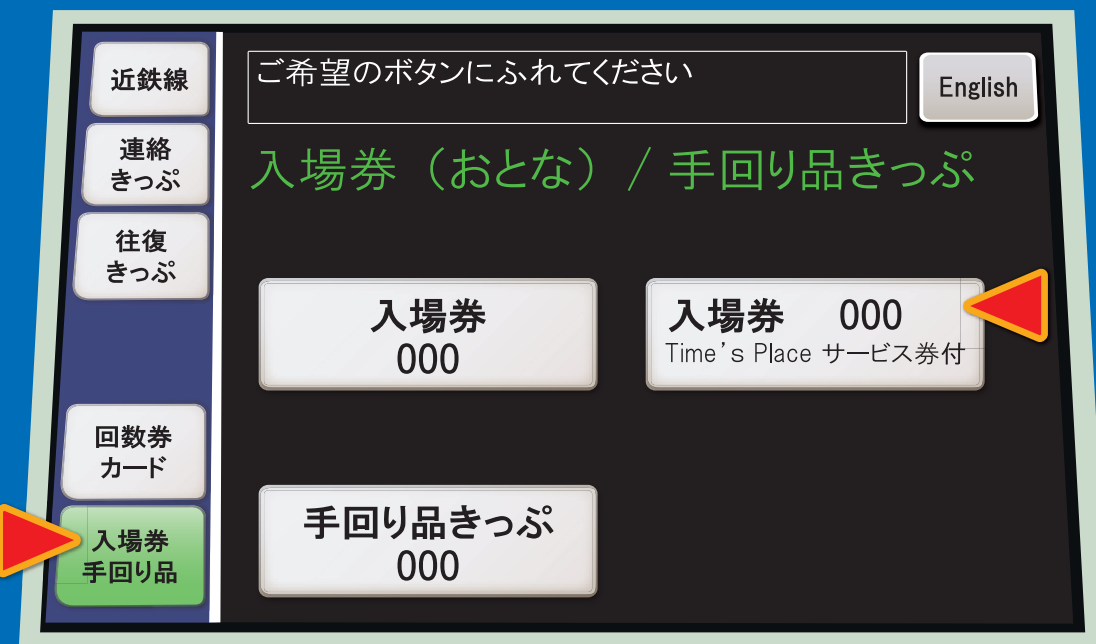 近鉄線
連絡
きっぷ
往復
きっぷ
回数券
カード
入場券
手回り品
ご希望のボタンにふれてください
English
入場券（おとな）/ 手回り品きっぷ
入場券
000
入場券 000
Time's Place サービス券付
手回り品きっぷ
000